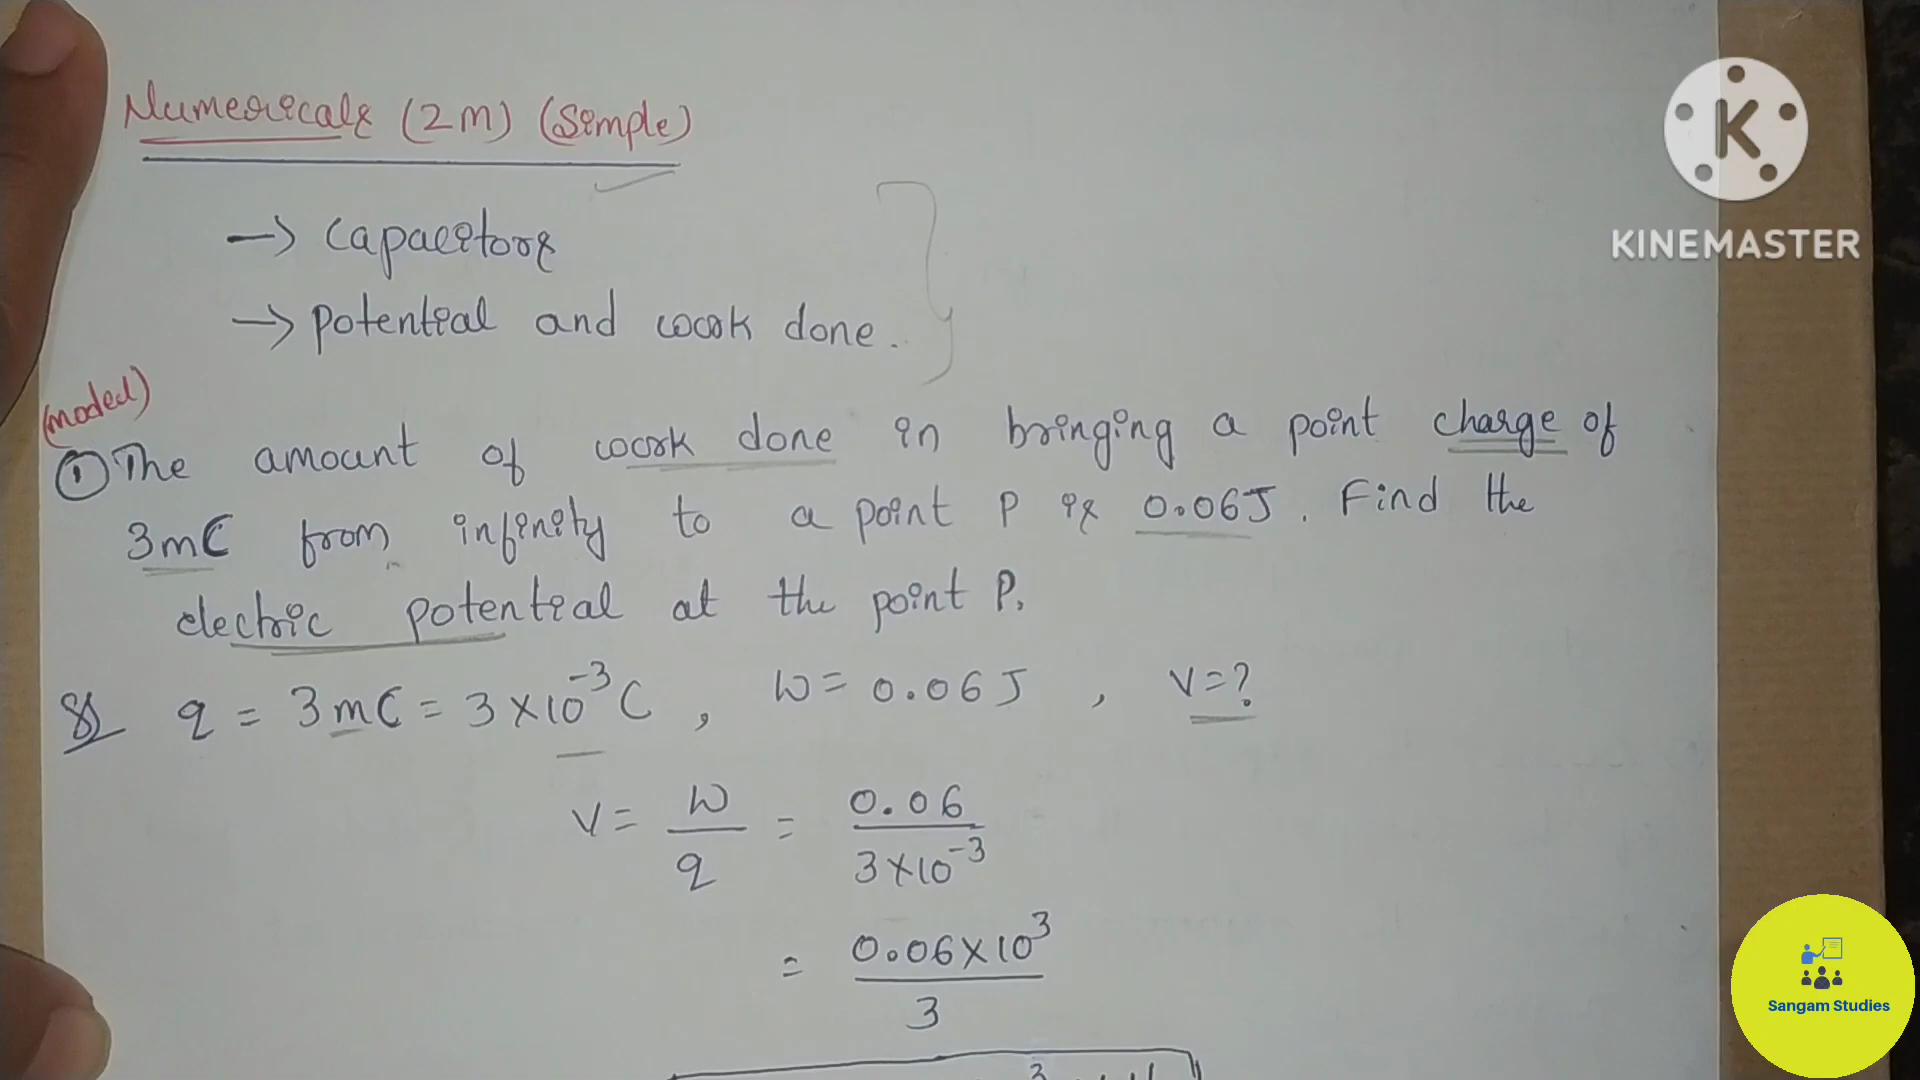 Numericals (2m) (Simple)
→ Capacitors
→ potential and work done.
(model)
① The amount of work done in bringing a point charge of
3mC from infinity to a point P is 0.06J. Find the
electric potential at the point P.
q = 3mC = 3×10⁻³C, W = 0.06J, V=?
V = W/q = 0.06/3×10⁻³
= 0.06×10³/3
K
KINEMASTER
Sangam Studies